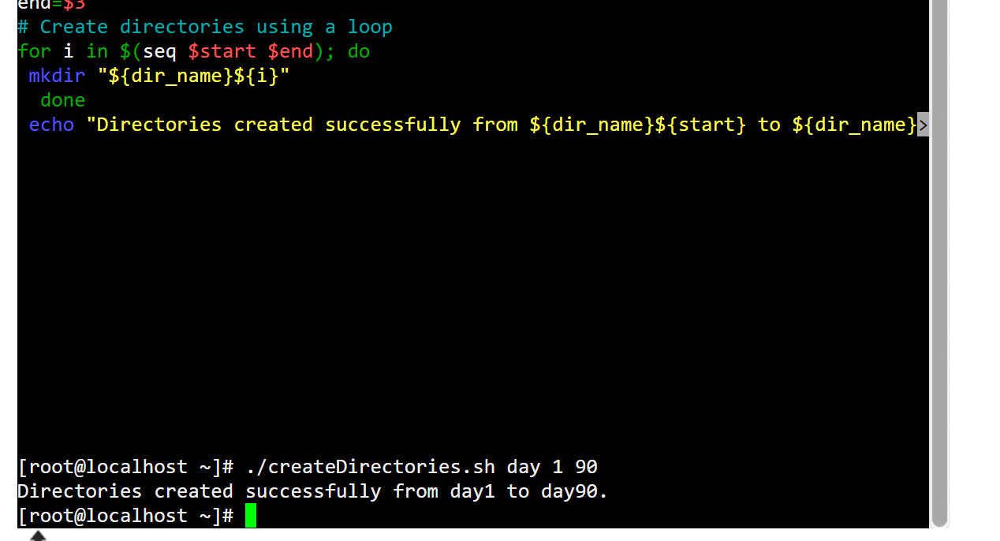 end=$3
# Create directories using a loop
for i in $(seq $start $end); do
 mkdir "${dir_name}${i}"
  done
 echo "Directories created successfully from ${dir_name}${start} to ${dir_name}>
[root@localhost ~]# ./createDirectories.sh day 1 90
Directories created successfully from day1 to day90.
[root@localhost ~]#